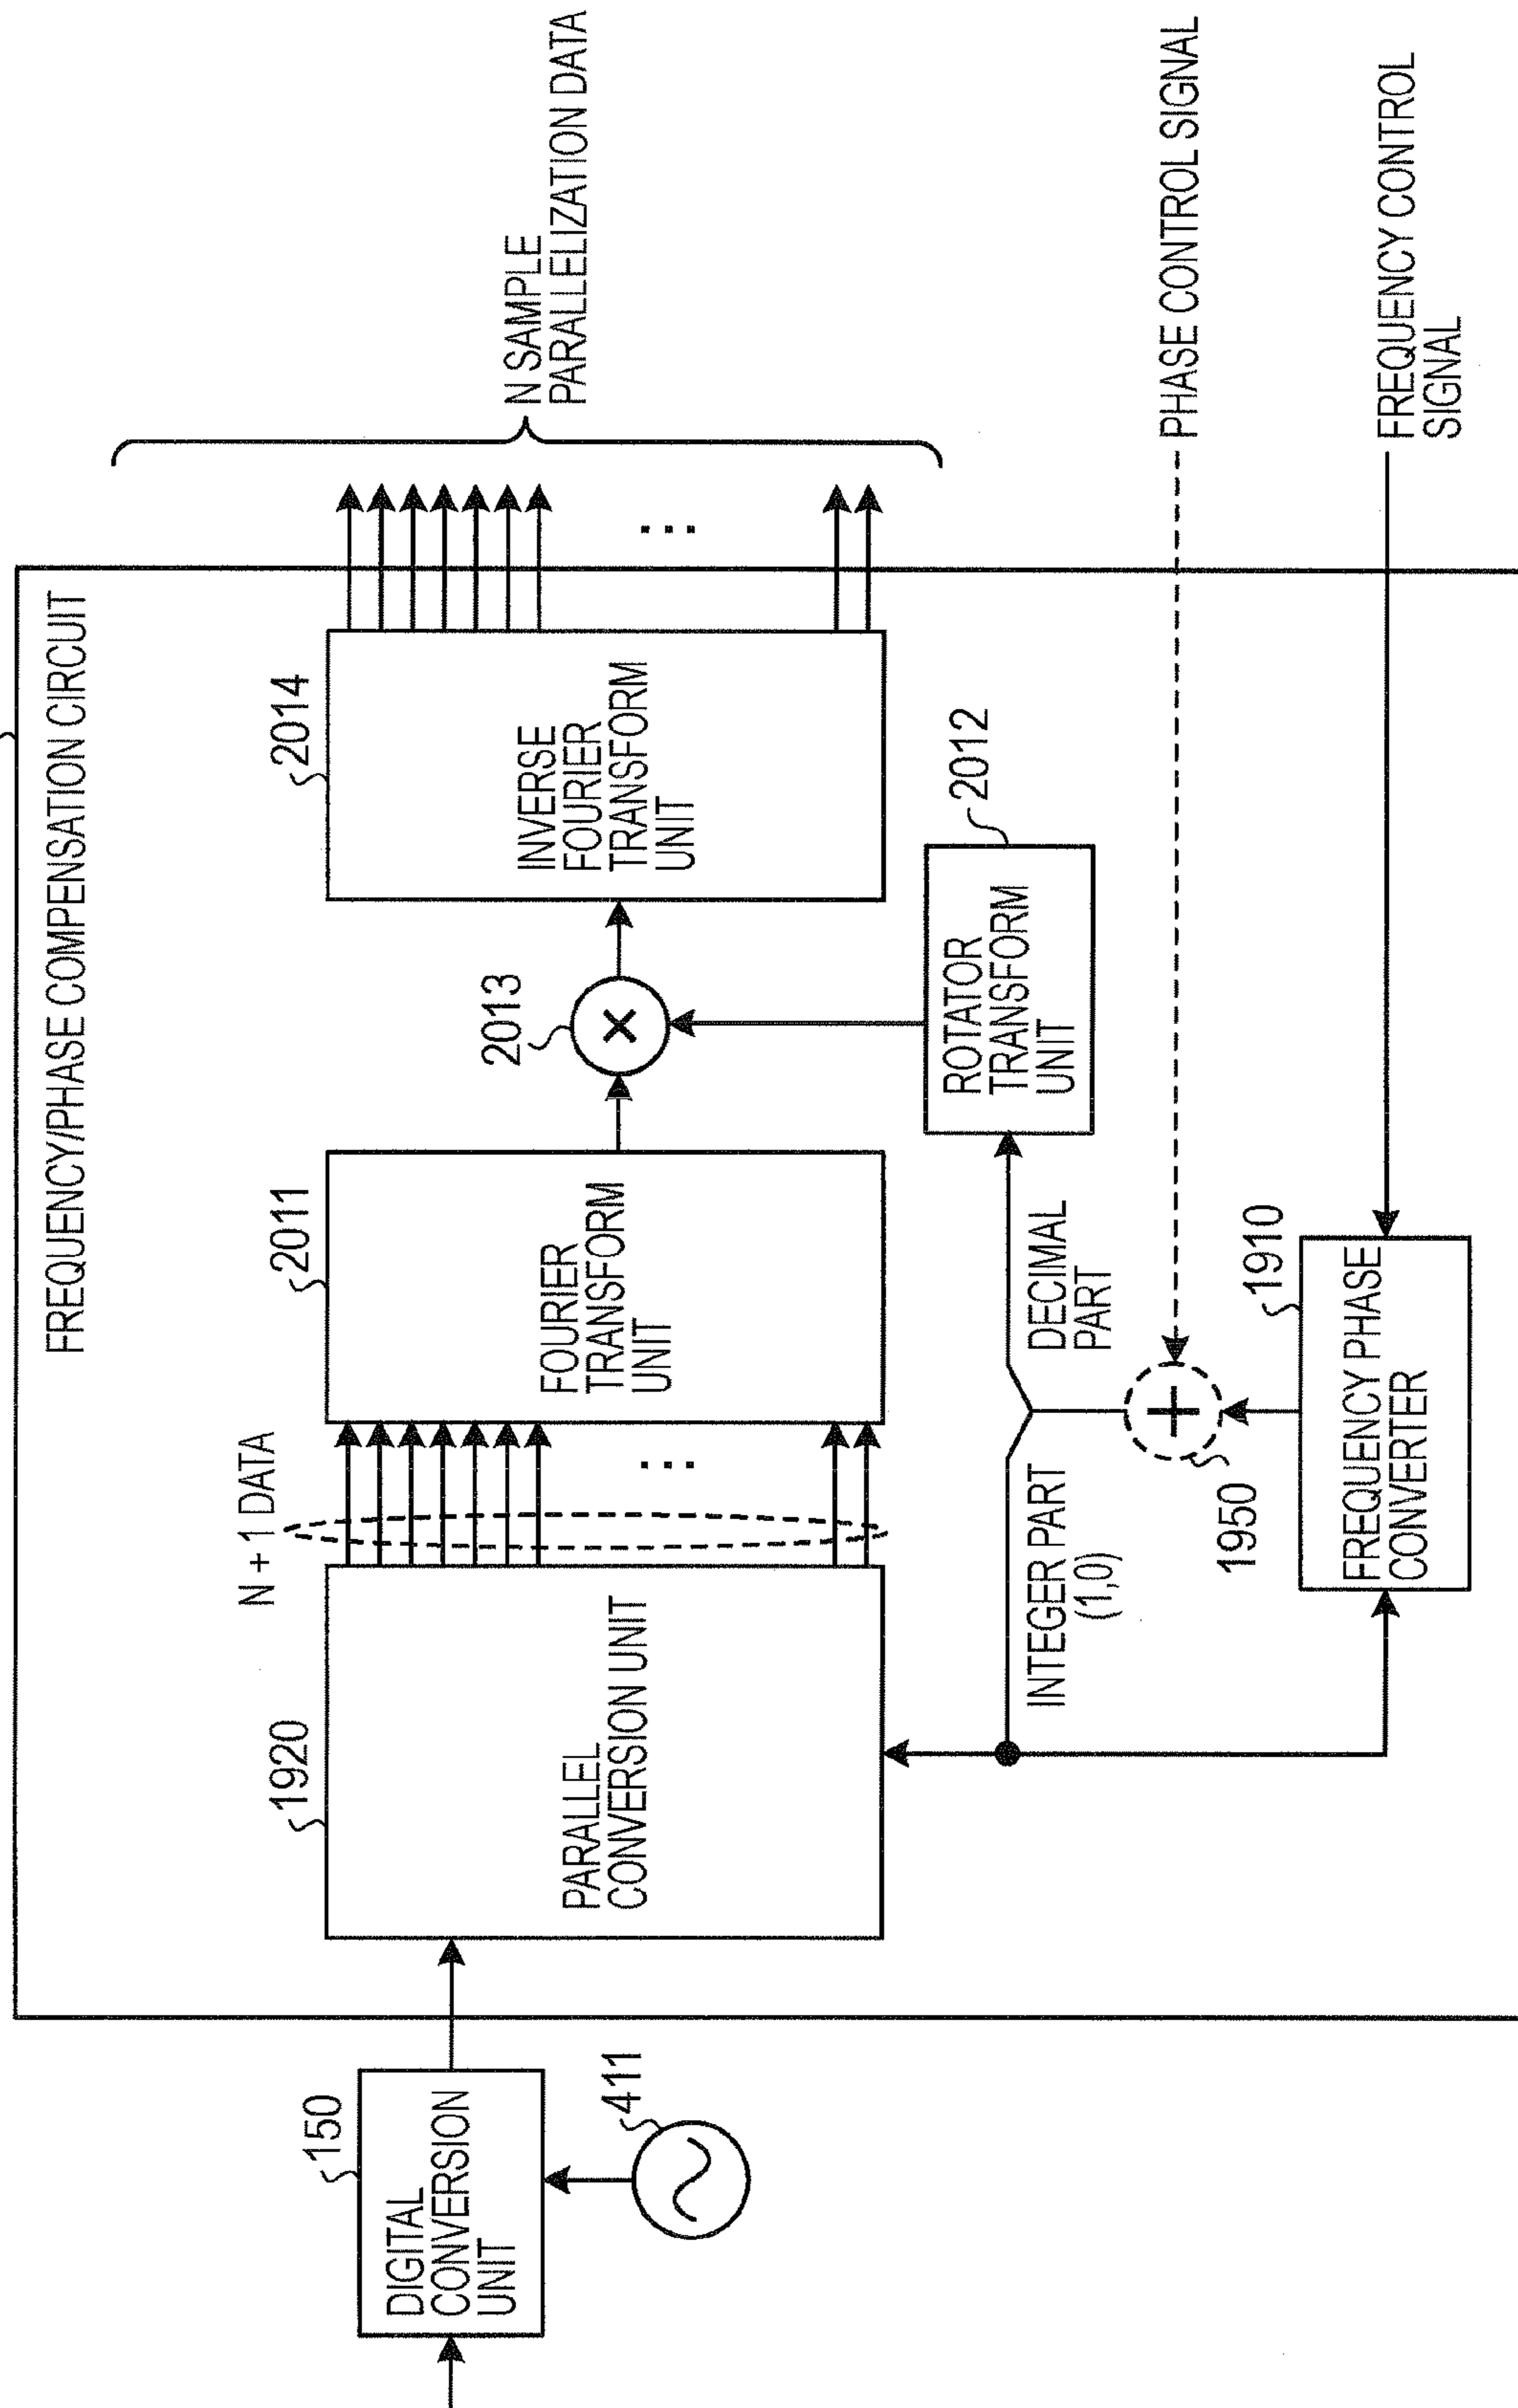 FREQUENCY/PHASE COMPENSATION CIRCUIT
150
DIGITAL
CONVERSION
UNIT
411
1920
PARALLEL
CONVERSION UNIT
N + 1 DATA
2011
FOURIER
TRANSFORM
UNIT
2013
×
2014
INVERSE
FOURIER
TRANSFORM
UNIT
N SAMPLE
PARALLELIZATION DATA
2012
ROTATOR
TRANSFORM
UNIT
INTEGER PART
(1,0)
DECIMAL
PART
1950
+
PHASE CONTROL SIGNAL
1910
FREQUENCY PHASE
CONVERTER
FREQUENCY CONTROL
SIGNAL